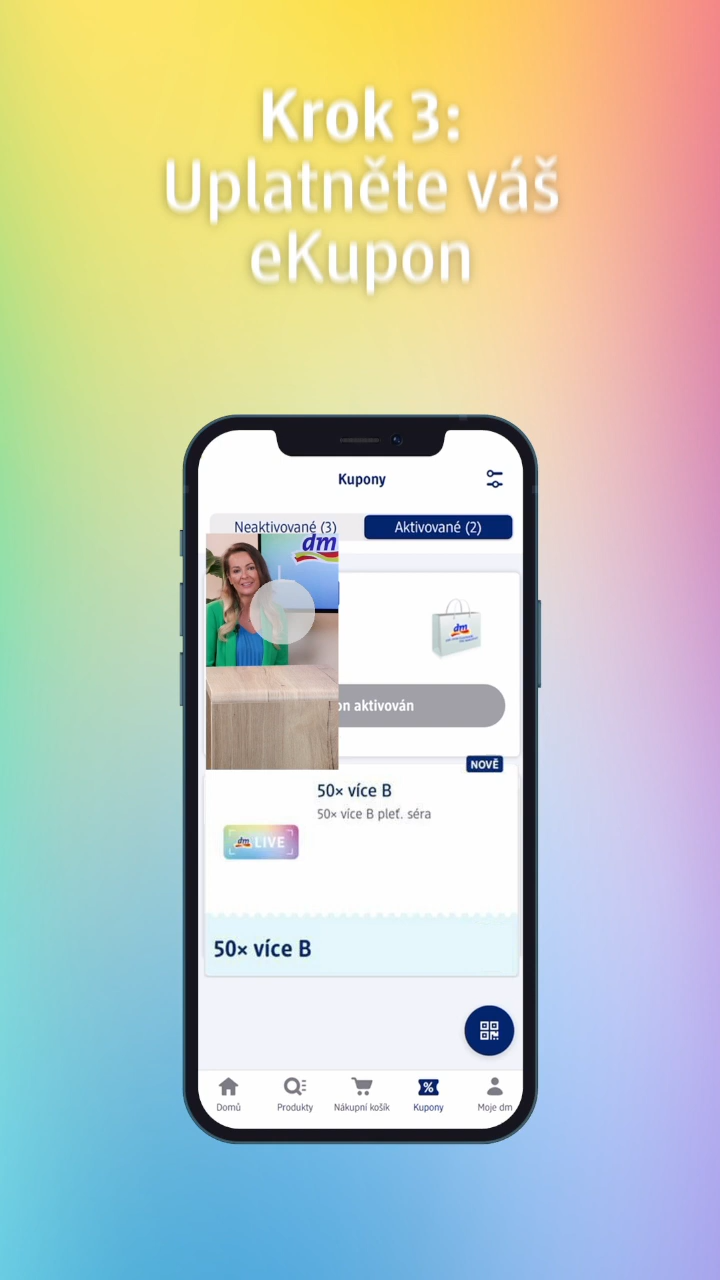 Krok 3:
Uplatněte váš
eKupon
Kupony
Neaktivované (3)
Aktivované (2)
dm
dm
aktivován
NOVĚ
50× více B
50× více B pleť. séra
dm LIVE
50× více B
Domů
Produkty
Nákupní košík
Kupony
Moje dm